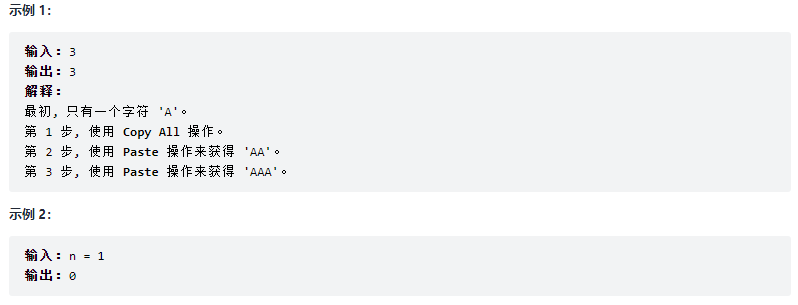 示例 1：
输入：3
输出：3
解释：
最初, 只有一个字符 'A'。
第 1 步, 使用 Copy All 操作。
第 2 步, 使用 Paste 操作来获得 'AA'。
第 3 步, 使用 Paste 操作来获得 'AAA'。
示例 2：
输入：n = 1
输出：0